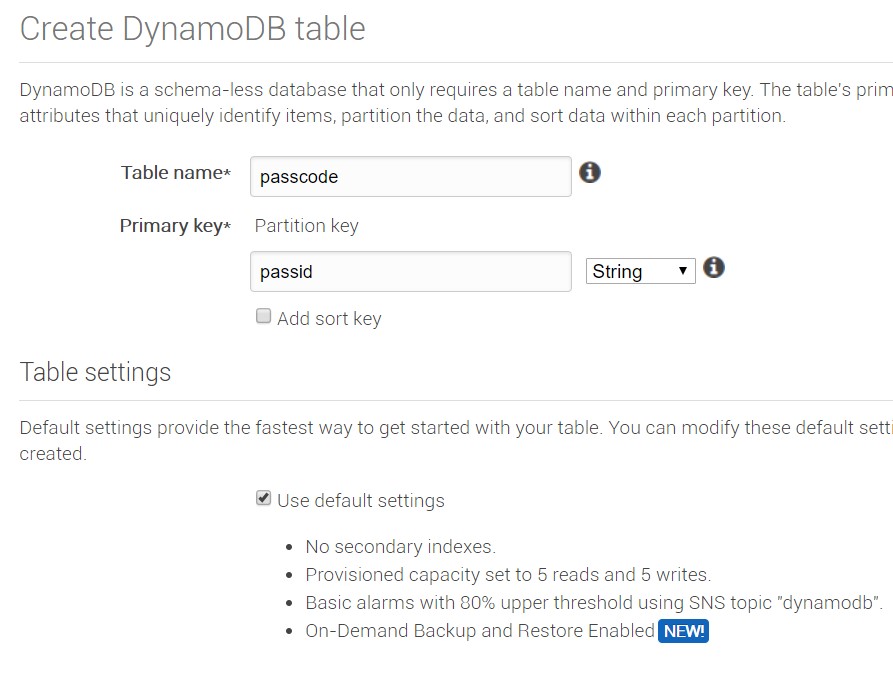 Create DynamoDB table
DynamoDB is a schema-less database that only requires a table name and primary key. The table's prim
attributes that uniquely identify items, partition the data, and sort data within each partition.
Table name* passcode
Primary key* Partition key
passid String
Add sort key
Table settings
Default settings provide the fastest way to get started with your table. You can modify these default setti
created.
Use default settings
No secondary indexes.
Provisioned capacity set to 5 reads and 5 writes.
Basic alarms with 80% upper threshold using SNS topic "dynamodb".
On-Demand Backup and Restore Enabled NEW!